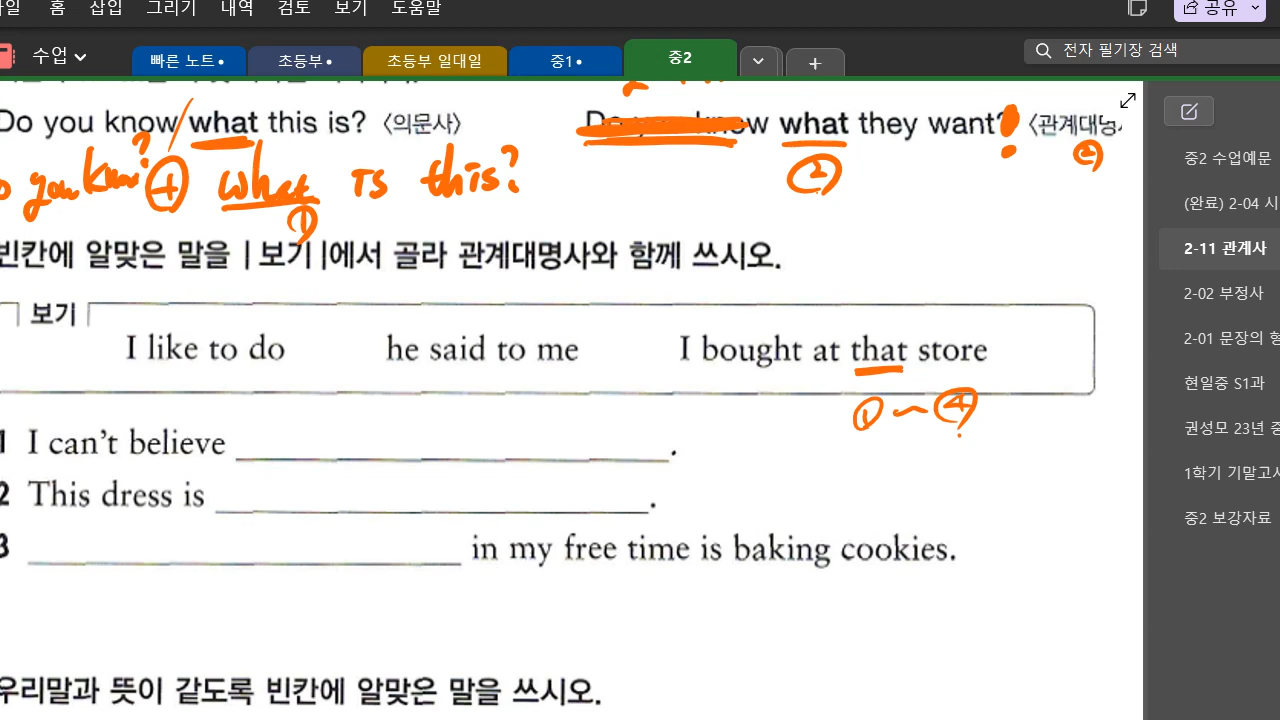 홈 삽입 그리기 내역 검토 보기 도움말 공유
수업 빠른 노트 초등부 초등부 일대일 중1 중2 + 전자 필기장 검색
Do you know what this is? <의문사> what they want? <관계대명
you know? + what is this? ② ②
①
빈칸에 알맞은 말을 | 보기 |에서 골라 관계대명사와 함께 쓰시오.
보기
I like to do he said to me I bought at that store
① ~ ④
1 I can't believe ____.
2 This dress is ____.
3 ____ in my free time is baking cookies.
우리말과 뜻이 같도록 빈칸에 알맞은 말을 쓰시오.
중2 수업예문
(완료) 2-04 시
2-11 관계사
2-02 부정사
2-01 문장의 형
현일중 S1과
권성모 23년 중
1학기 기말고사
중2 보강자료